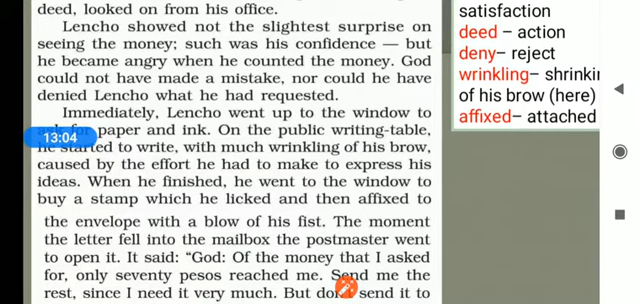 deed, looked on from his office.
Lencho showed not the slightest surprise on
seeing the money; such was his confidence — but
he became angry when he counted the money. God
could not have made a mistake, nor could he have
denied Lencho what he had requested.
Immediately, Lencho went up to the window to
paper and ink. On the public writing-table,
13:04
he started to write, with much wrinkling of his brow,
caused by the effort he had to make to express his
ideas. When he finished, he went to the window to
buy a stamp which he licked and then affixed to
the envelope with a blow of his fist. The moment
the letter fell into the mailbox the postmaster went
to open it. It said: “God: Of the money that I asked
for, only seventy pesos reached me. Send me the
rest, since I need it very much. But send it to
satisfaction
deed – action
deny– reject
wrinkling–
of his brow (here)
affixed– attached